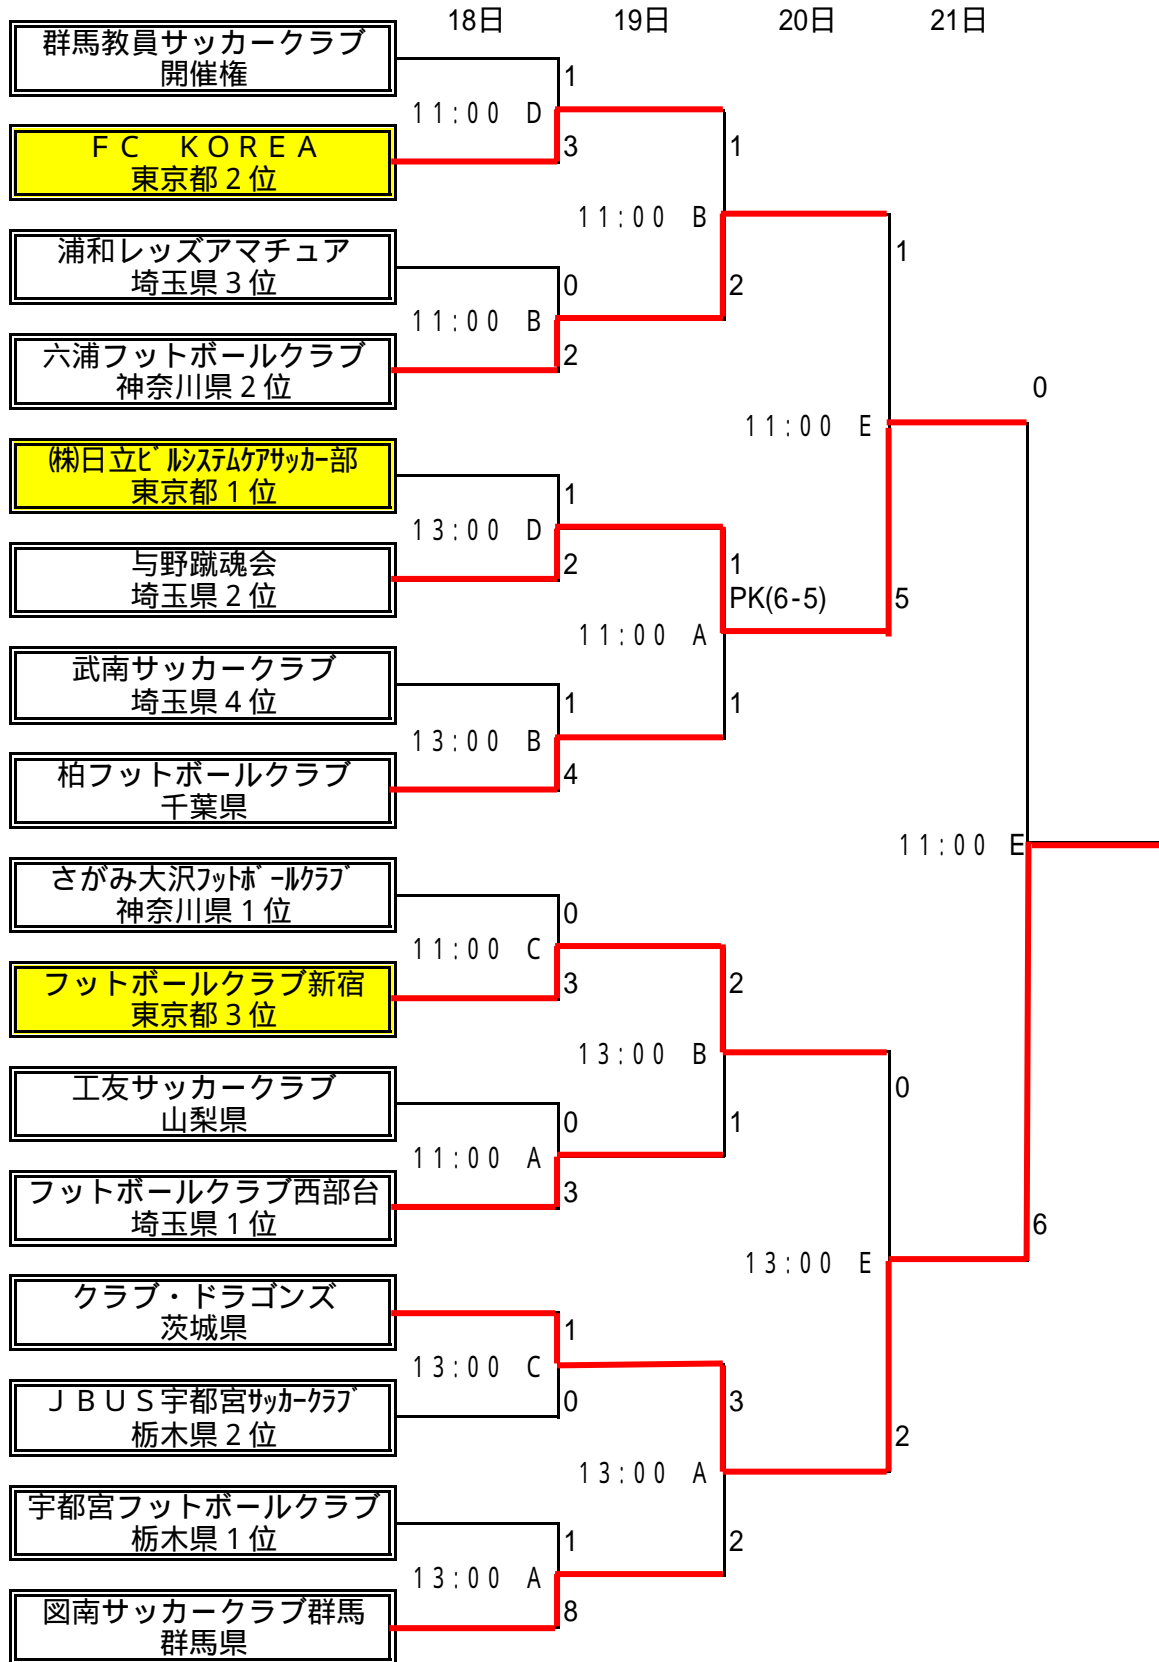 18日 19日 20日 21日
群馬教員サッカークラブ
開催権
1
11:00 D
ＦＣ　ＫＯＲＥＡ
東京都２位
3
1
11:00 B
浦和レッズアマチュア
埼玉県３位
0
1
2
11:00 B
六浦フットボールクラブ
神奈川県２位
2
0
11:00 E
㈱日立ﾋﾞﾙｼｽﾃﾑｹｱｻｯｶｰ部
東京都１位
1
13:00 D
与野蹴魂会
埼玉県２位
2
1
PK(6-5)
5
11:00 A
武南サッカークラブ
埼玉県４位
1
1
13:00 B
柏フットボールクラブ
千葉県
4
11:00 E
さがみ大沢ﾌｯﾄﾎﾞｰﾙｸﾗﾌﾞ
神奈川県１位
0
11:00 C
フットボールクラブ新宿
東京都３位
3
2
13:00 B
工友サッカークラブ
山梨県
0
0
1
11:00 A
フットボールクラブ西部台
埼玉県１位
3
6
13:00 E
クラブ・ドラゴンズ
茨城県
1
13:00 C
ＪＢＵＳ宇都宮ｻｯｶｰｸﾗﾌﾞ
栃木県２位
0
3
2
13:00 A
宇都宮フットボールクラブ
栃木県１位
1
2
13:00 A
図南サッカークラブ群馬
群馬県
8